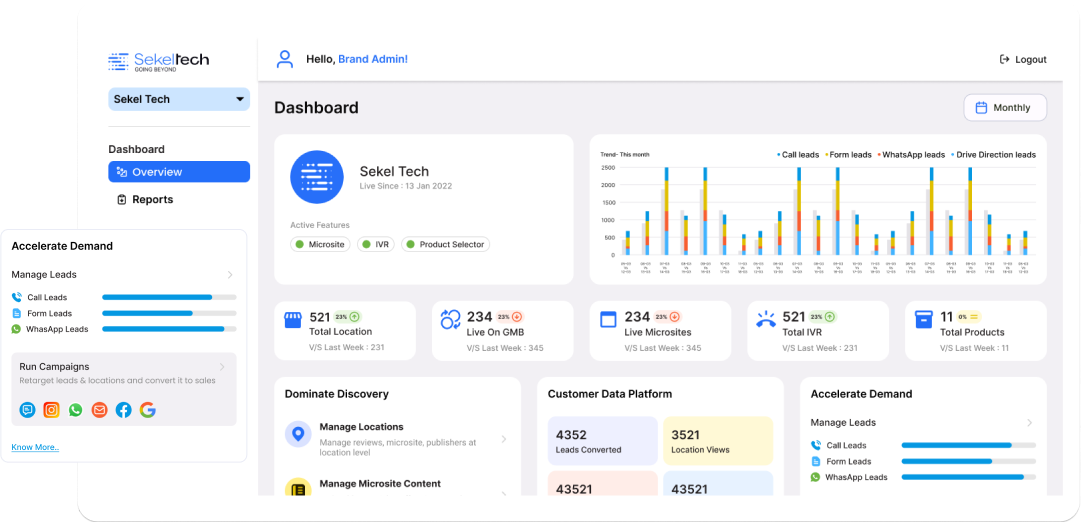 Sekeltech
GOING BEYOND
Hello, Brand Admin!
Logout
Sekel Tech
Dashboard
Monthly
Dashboard
Overview
Reports
Sekel Tech
Live Since : 13 Jan 2022
Active Features
Microsite
IVR
Product Selector
Trend- This month
Call leads
Form leads
WhatsApp leads
Drive Direction leads
2500
2000
1500
1000
500
0
Accelerate Demand
Manage Leads
Call Leads
Form Leads
WhasApp Leads
Run Campaigns
Retarget leads & locations and convert it to sales
Know More..
521 23%
Total Location
V/S Last Week : 231
234 23%
Live On GMB
V/S Last Week : 345
234 23%
Live Microsites
V/S Last Week : 345
521 23%
Total IVR
V/S Last Week : 231
11 0%
Total Products
V/S Last Week : 11
Dominate Discovery
Manage Locations
Manage reviews, microsite, publishers at
location level
Manage Microsite Content
Customer Data Platform
4352
Leads Converted
3521
Location Views
43521
43521
Accelerate Demand
Manage Leads
Call Leads
Form Leads
WhasApp Leads